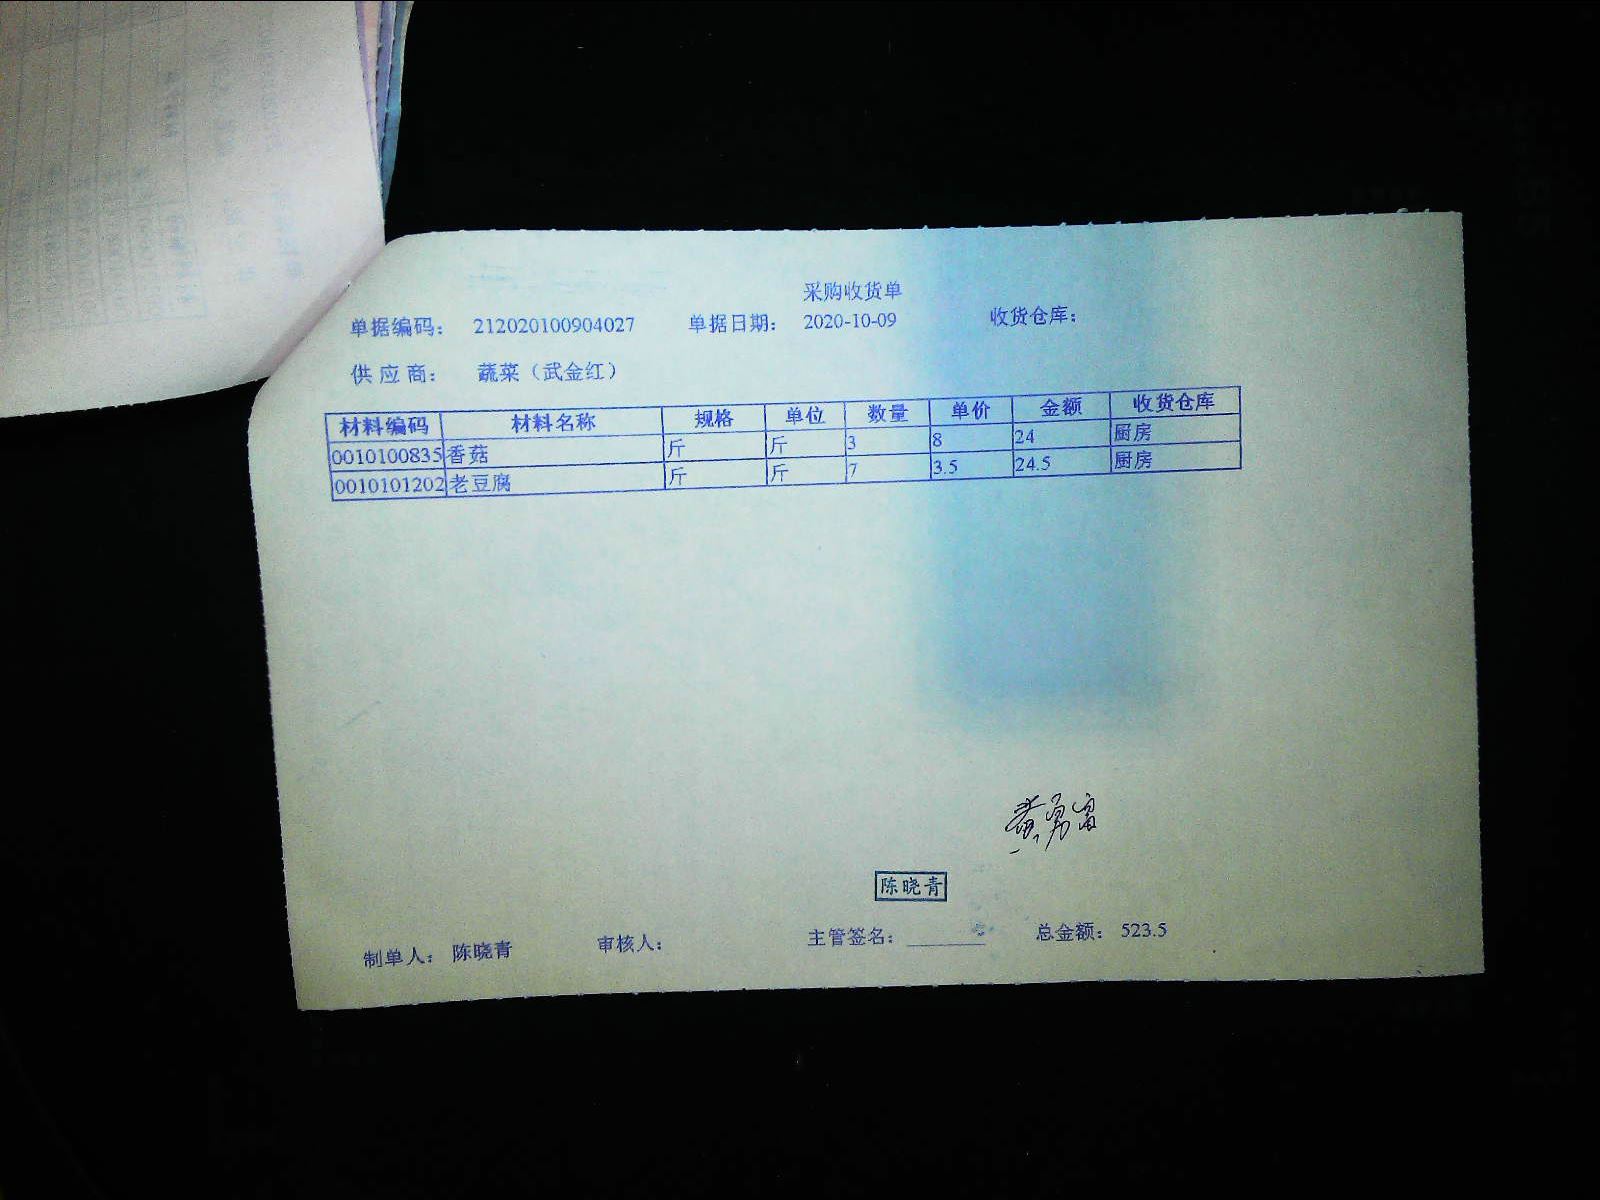 采购收货单
单据编码： 212020100904027 单据日期： 2020-10-09 收货仓库：
供 应 商： 蔬菜（武金红）
材料编码 材料名称 规格 单位 数量 单价 金额 收货仓库
0010100835 香菇 斤 斤 3 8 24 厨房
0010101202 老豆腐 斤 斤 7 3.5 24.5 厨房
黄勇富
陈晓青
制单人： 陈晓青 审核人： 主管签名： 总金额： 523.5